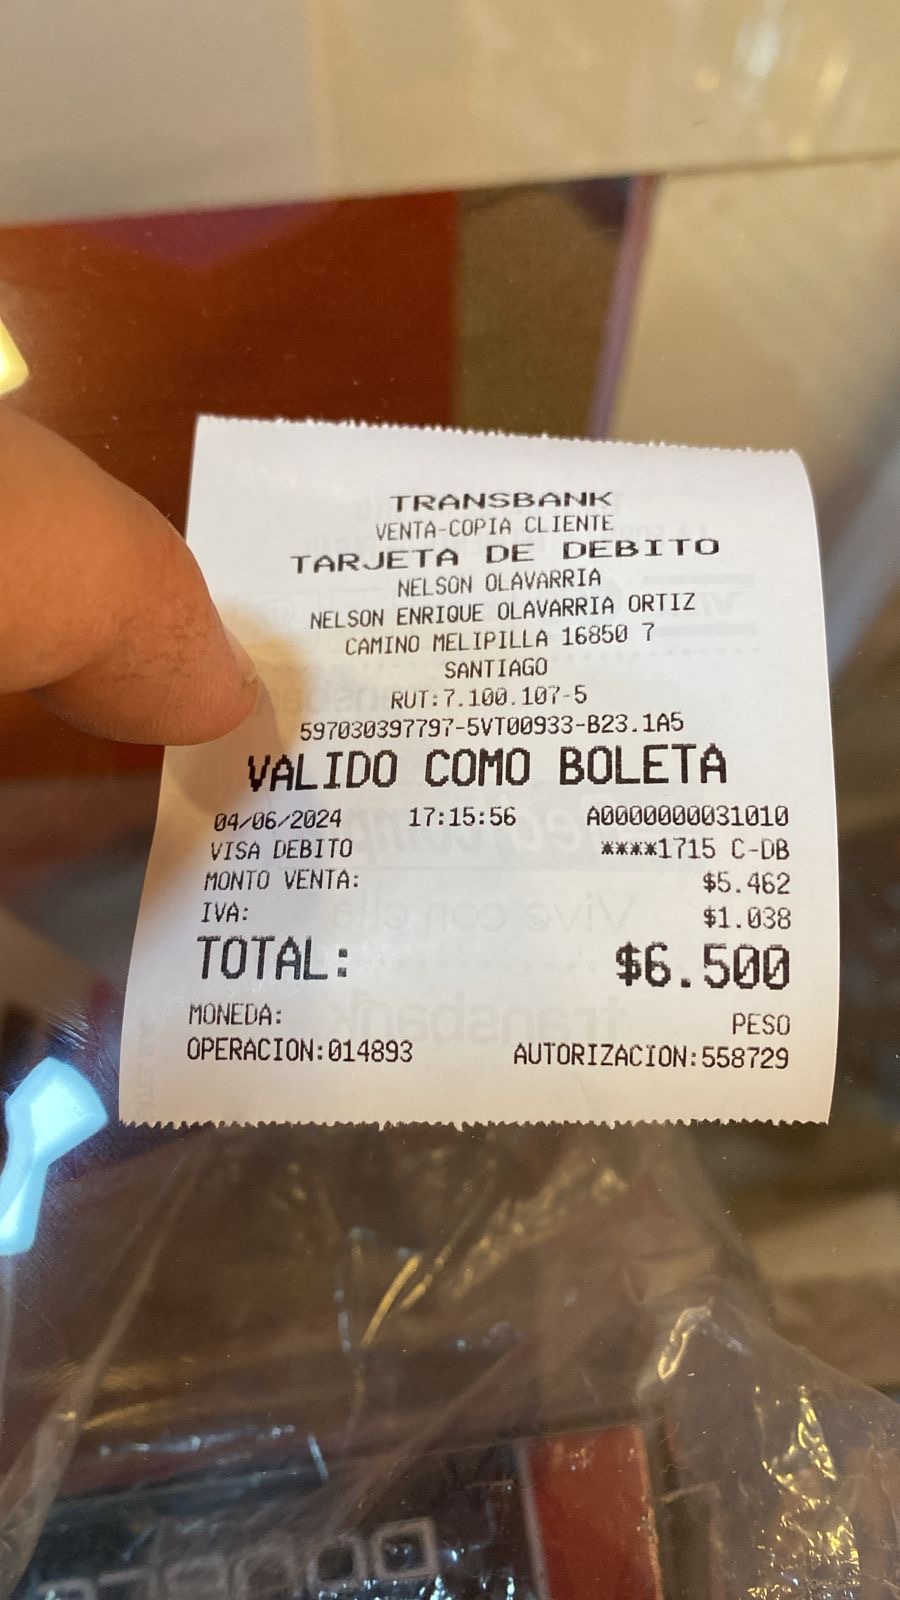 TRANSBANK
VENTA-COPIA CLIENTE
TARJETA DE DEBITO
NELSON OLAVARRIA
NELSON ENRIQUE OLAVARRIA ORTIZ
CAMINO MELIPILLA 16850 7
SANTIAGO
RUT:7.100.107-5
597030397797-5VT00933-B23.1A5
VALIDO COMO BOLETA
04/06/2024 17:15:56 A0000000031010
VISA DEBITO ****1715 C-DB
MONTO VENTA: $5.462
IVA: $1.038
TOTAL: $6.500
MONEDA: PESO
OPERACION:014893 AUTORIZACION:558729